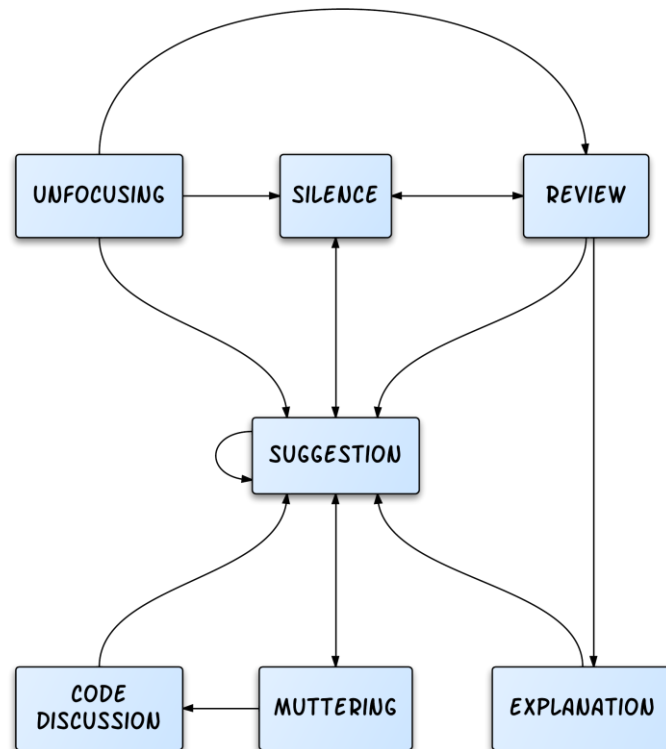 UNFOCUSING
SILENCE
REVIEW
SUGGESTION
CODE
DISCUSSION
MUTTERING
EXPLANATION